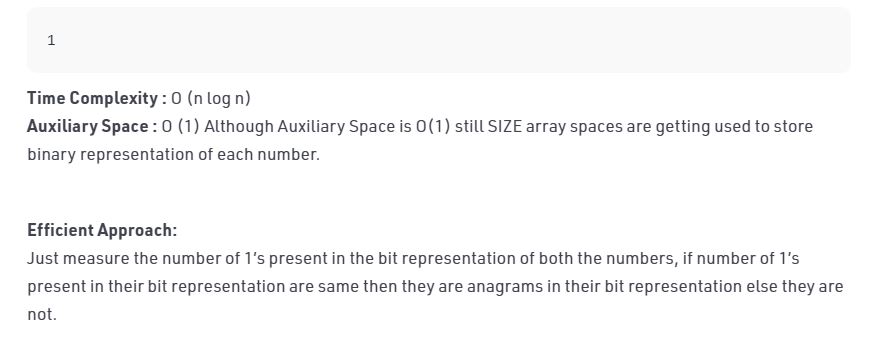 1
Time Complexity : O (n log n)
Auxiliary Space : O (1) Although Auxiliary Space is O(1) still SIZE array spaces are getting used to store
binary representation of each number.
Efficient Approach:
Just measure the number of 1’s present in the bit representation of both the numbers, if number of 1’s
present in their bit representation are same then they are anagrams in their bit representation else they are
not.